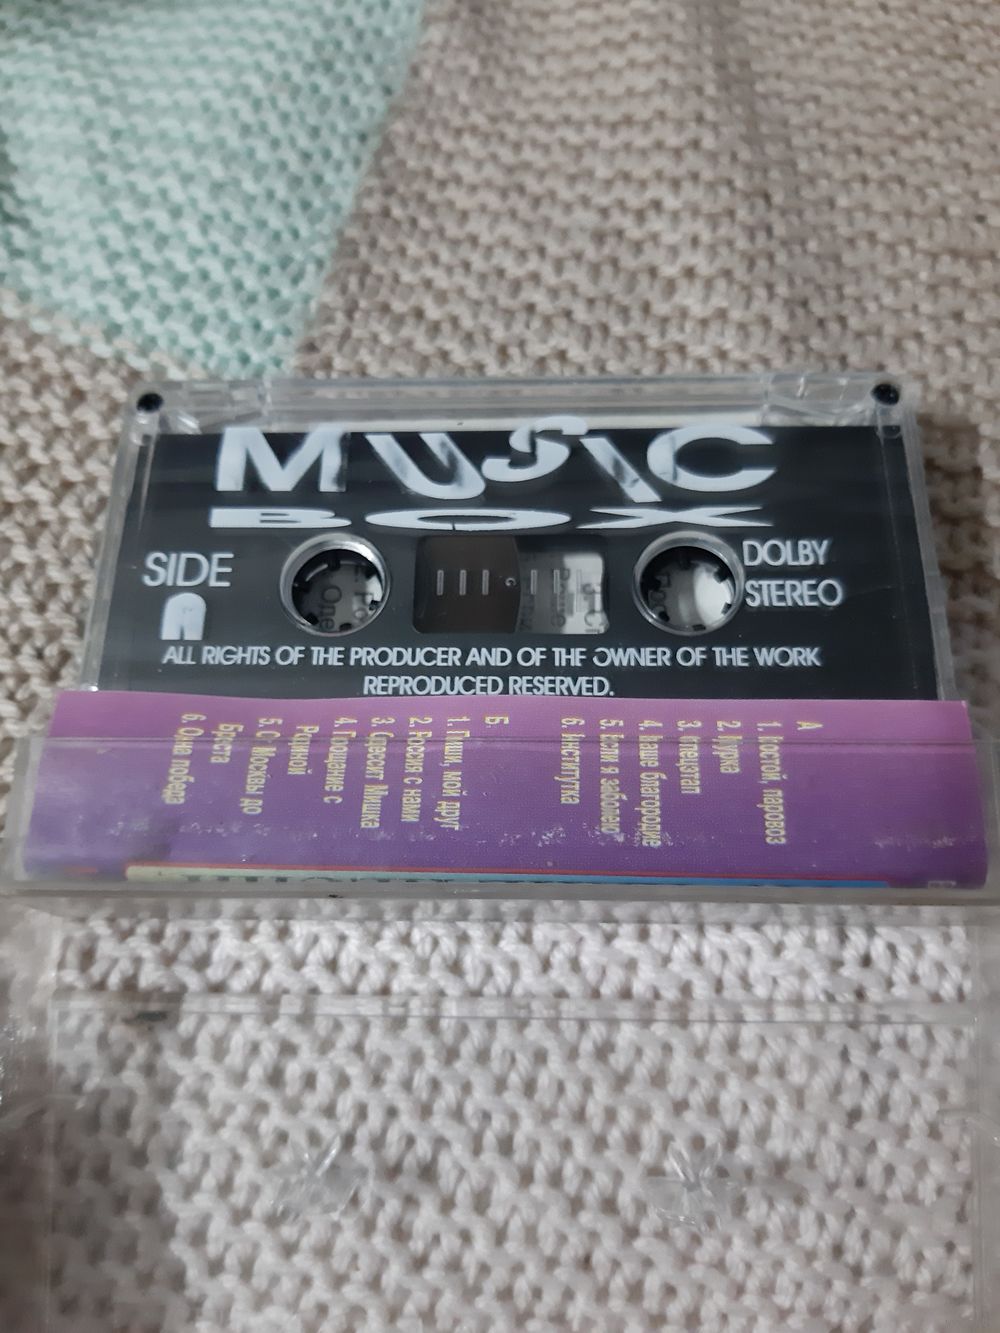 MUSIC
BOX
SIDE
A
DOLBY
STEREO
ALL RIGHTS OF THE PRODUCER AND OF THE OWNER OF THE WORK
REPRODUCED RESERVED.
А
1. Постой, паровоз
2. Мурка
3. Спецэтап
4. Ваше благородие
5. Если я заболею
6. Институтка
Б
1. Пиши, мой друг
2. Россия с нами
3. Одессит Мишка
4. Прощание с
Родиной
5. С Москвы до
Бреста
6. Одна победа